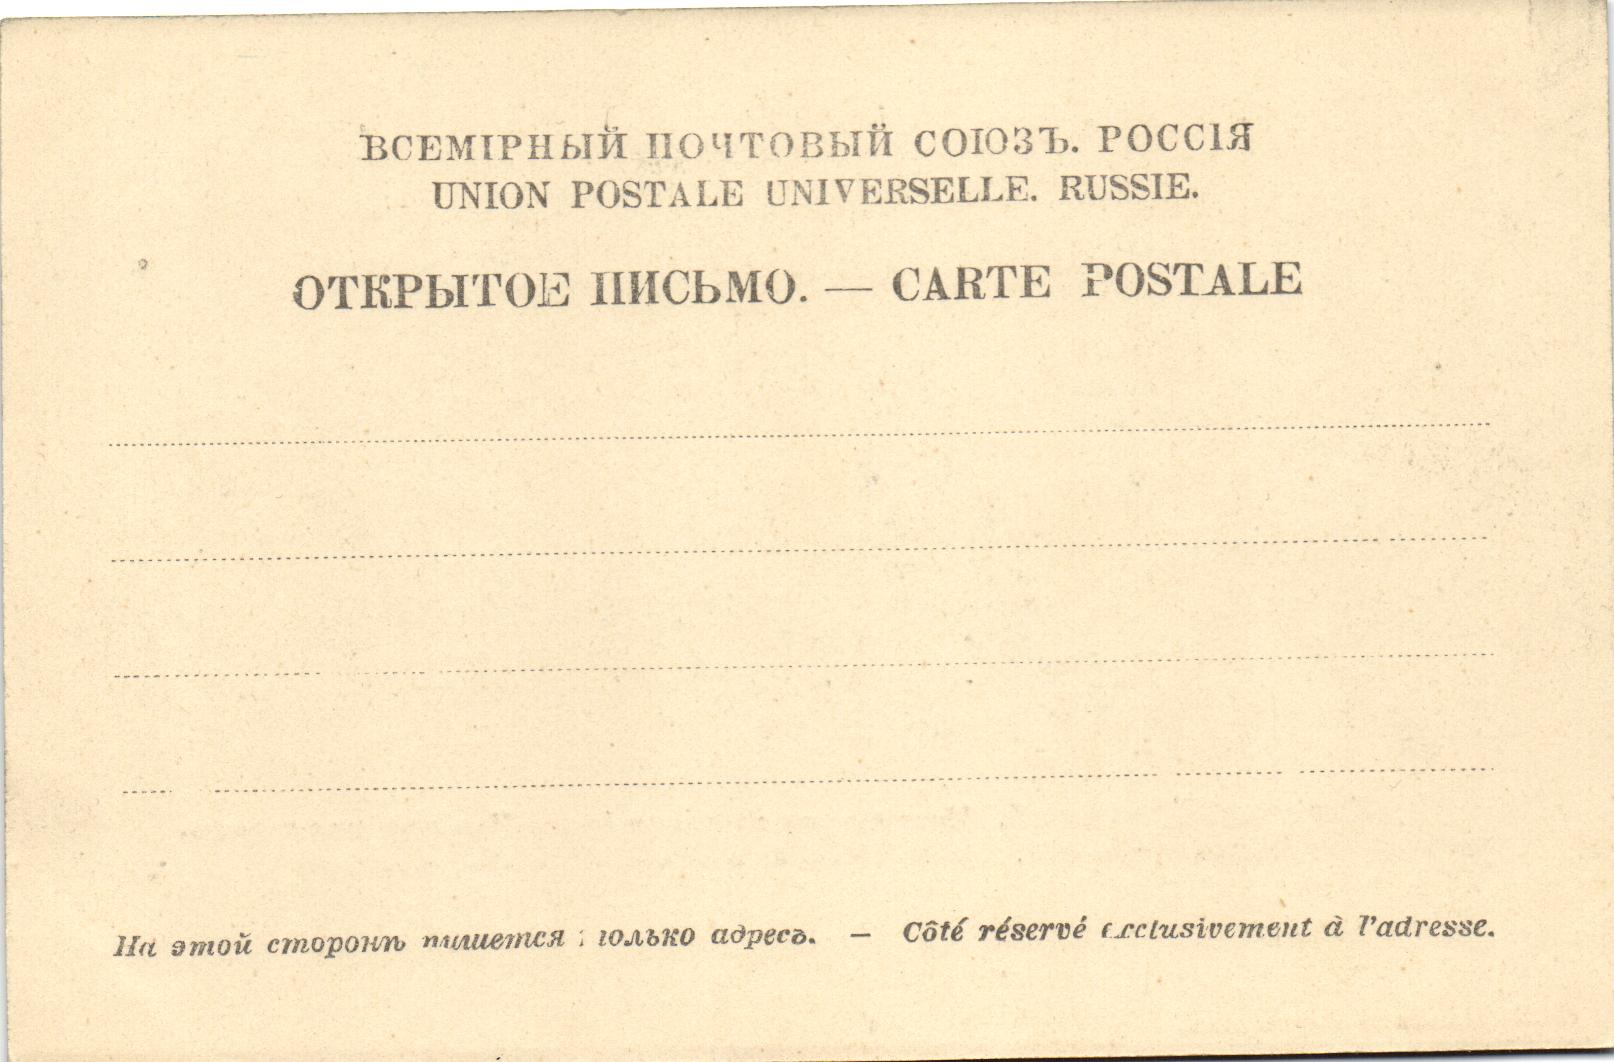 ВСЕМІРНЫЙ ПОЧТОВЫЙ СОЮЗЪ. РОССІЯ
UNION POSTALE UNIVERSELLE. RUSSIE.
ОТКРЫТОЕ ПИСЬМО. — CARTE POSTALE
На этой сторонѣ пишется только адресъ. — Côté réservé exclusivement à l'adresse.